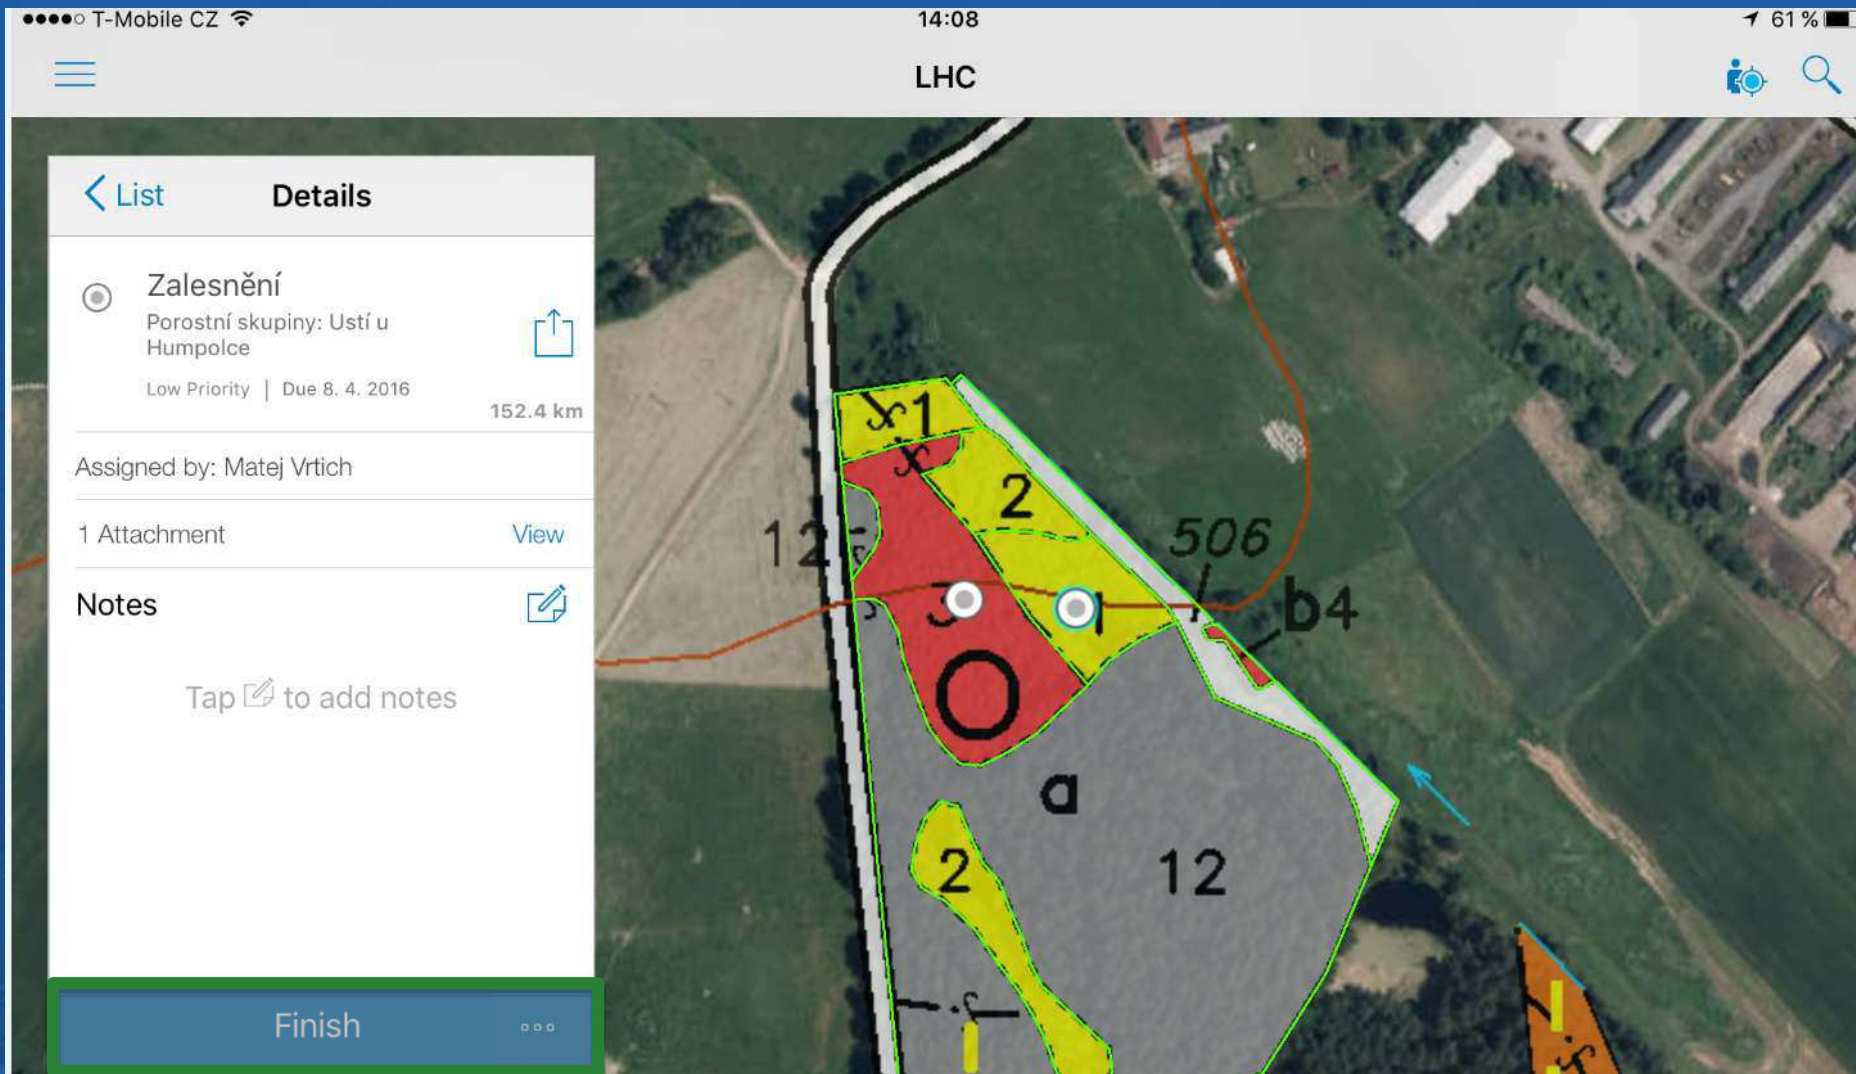 T-Mobile CZ 14:08 61 %
LHC
List Details
Zalesnění
Porostní skupiny: Ustí u
Humpolce
Low Priority | Due 8. 4. 2016
152.4 km
Assigned by: Matej Vrtich
1 Attachment View
Notes
Tap to add notes
Finish
1
2
12
506
3
1
b4
a
2
12